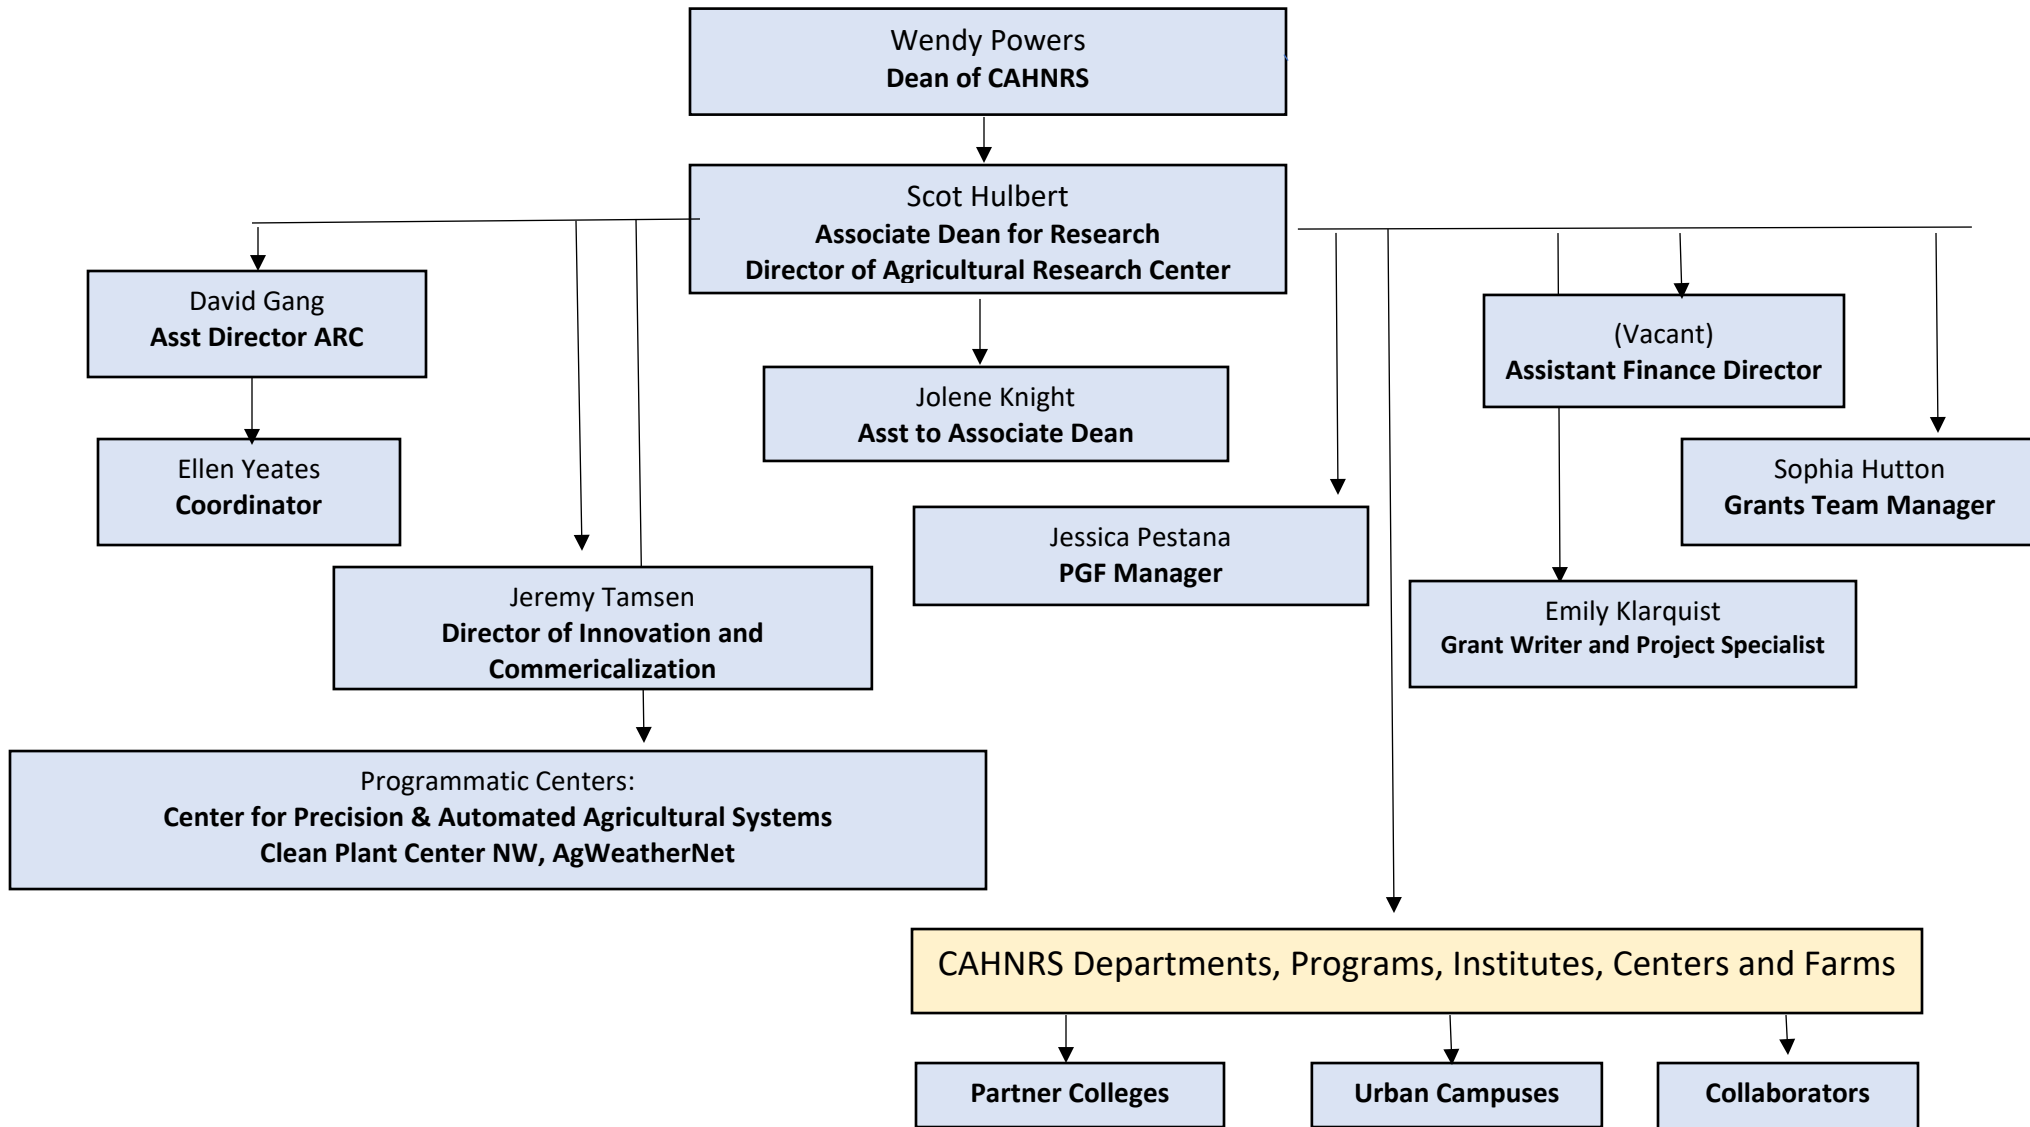 Wendy Powers
Dean of CAHNRS
Scot Hulbert
Associate Dean for Research
Director of Agricultural Research Center
David Gang
Asst Director ARC
(Vacant)
Assistant Finance Director
Jolene Knight
Asst to Associate Dean
Ellen Yeates
Coordinator
Sophia Hutton
Grants Team Manager
Jessica Pestana
PGF Manager
Jeremy Tamsen
Director of Innovation and
Commericalization
Emily Klarquist
Grant Writer and Project Specialist
Programmatic Centers:
Center for Precision & Automated Agricultural Systems
Clean Plant Center NW, AgWeatherNet
CAHNRS Departments, Programs, Institutes, Centers and Farms
Partner Colleges
Urban Campuses
Collaborators